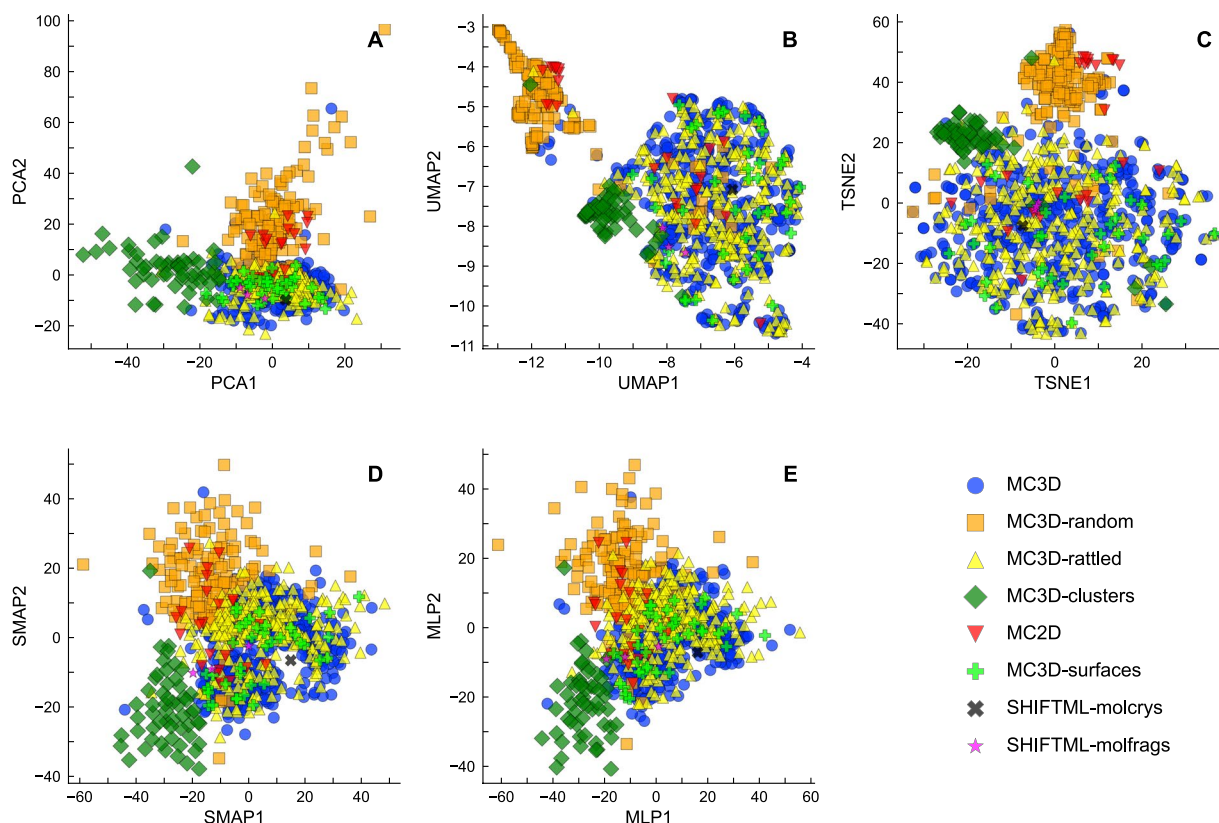 A
100
80
60
40
20
0
−20
PCA2
−40
−20
0
20
PCA1
B
−3
−4
−5
−6
−7
−8
−9
−10
−11
UMAP2
−12
−10
−8
−6
−4
UMAP1
C
60
40
20
0
−20
−40
TSNE2
−20
0
20
TSNE1
D
40
20
0
−20
−40
SMAP2
−60
−40
−20
0
20
40
SMAP1
E
40
20
0
−20
−40
MLP2
−60
−40
−20
0
20
40
60
MLP1
MC3D
MC3D-random
MC3D-rattled
MC3D-clusters
MC2D
MC3D-surfaces
SHIFTML-molcrys
SHIFTML-molfrags